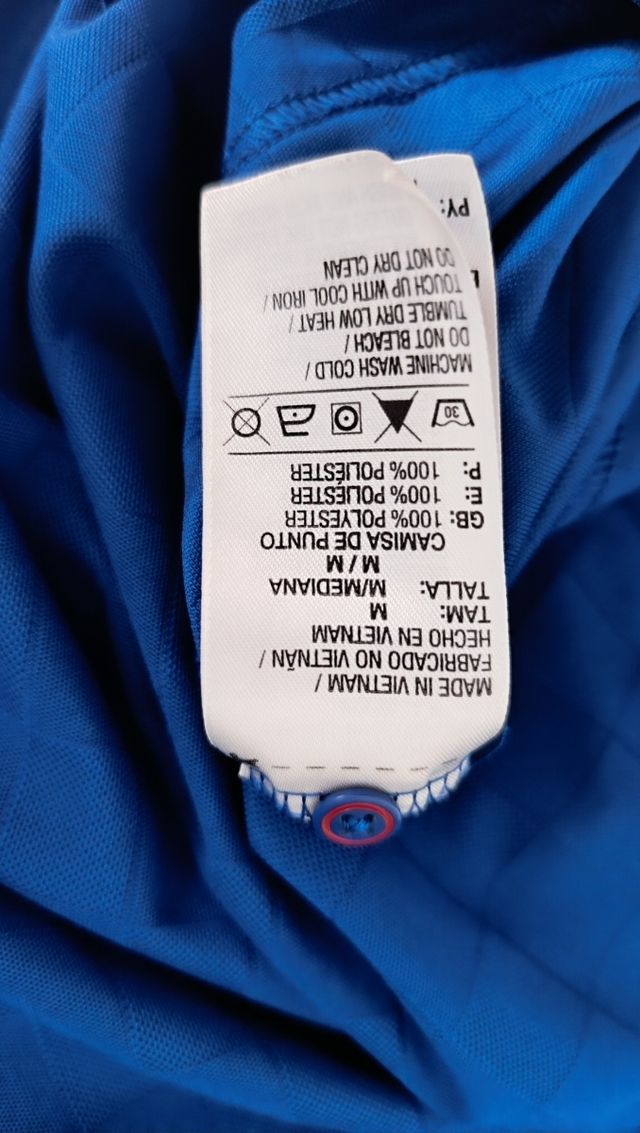 MADE IN VIETNAM /
FABRICADO NO VIETNÃN /
HECHO EN VIETNAM
TAM: M
TALLA: M/MEDIANA
M / M
CAMISA DE PUNTO
GB: 100% POLYESTER
E: 100% POLIÉSTER
P: 100% POLIÉSTER
30
MACHINE WASH COLD /
DO NOT BLEACH /
TUMBLE DRY LOW HEAT /
TOUCH UP WITH COOL IRON /
DO NOT DRY CLEAN
PY: